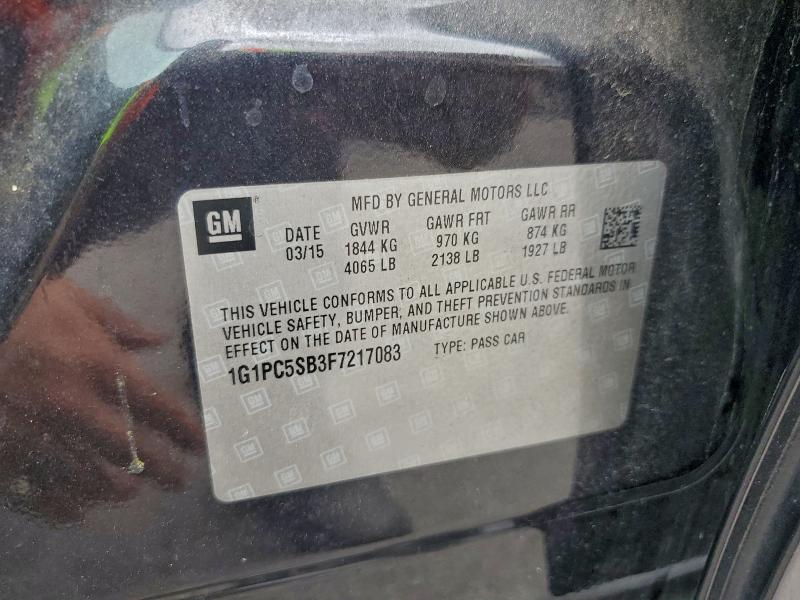 GM ®
MFD BY GENERAL MOTORS LLC
DATE GVWR GAWR FRT GAWR RR
03/15 1844 KG 970 KG 874 KG
4065 LB 2138 LB 1927 LB
THIS VEHICLE CONFORMS TO ALL APPLICABLE U.S. FEDERAL MOTOR
VEHICLE SAFETY, BUMPER, AND THEFT PREVENTION STANDARDS IN
EFFECT ON THE DATE OF MANUFACTURE SHOWN ABOVE.
1G1PC5SB3F7217083 TYPE: PASS CAR